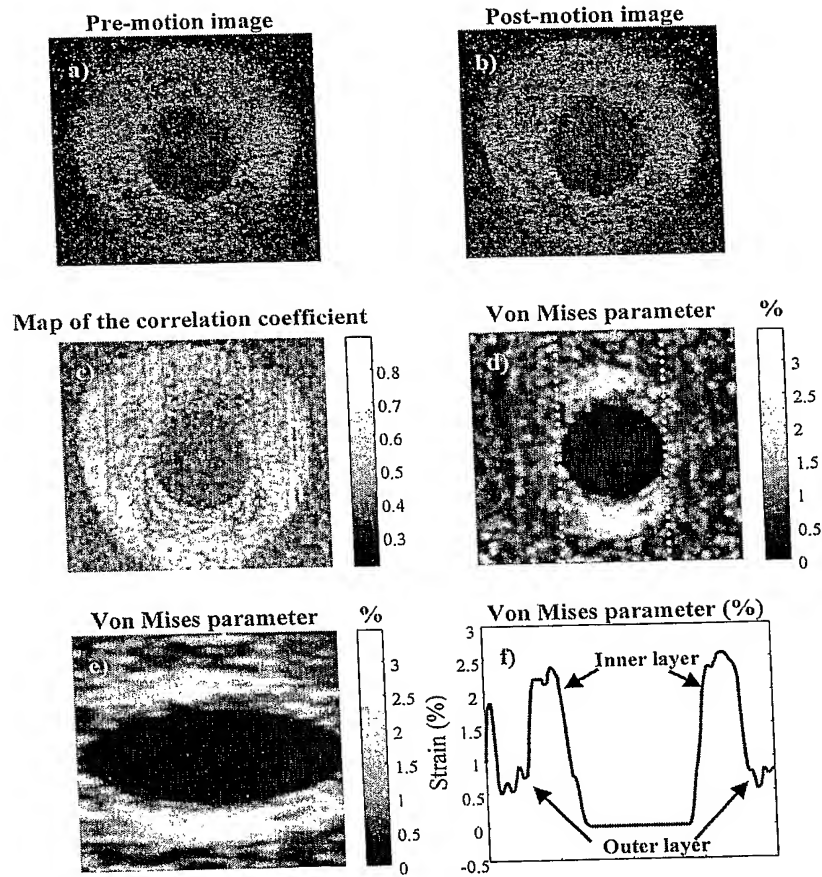 Pre-motion image
Post-motion image
a)
b)
Map of the correlation coefficient
Von Mises parameter
%
c)
0.8
0.7
0.6
0.5
0.4
0.3
d)
3
2.5
2
1.5
1
0.5
0
Von Mises parameter
%
Von Mises parameter (%)
e)
3
2.5
2
1.5
1
0.5
0
f)
Strain (%)
3
2.5
2
1.5
1
0.5
0
-0.5
Inner layer
Outer layer